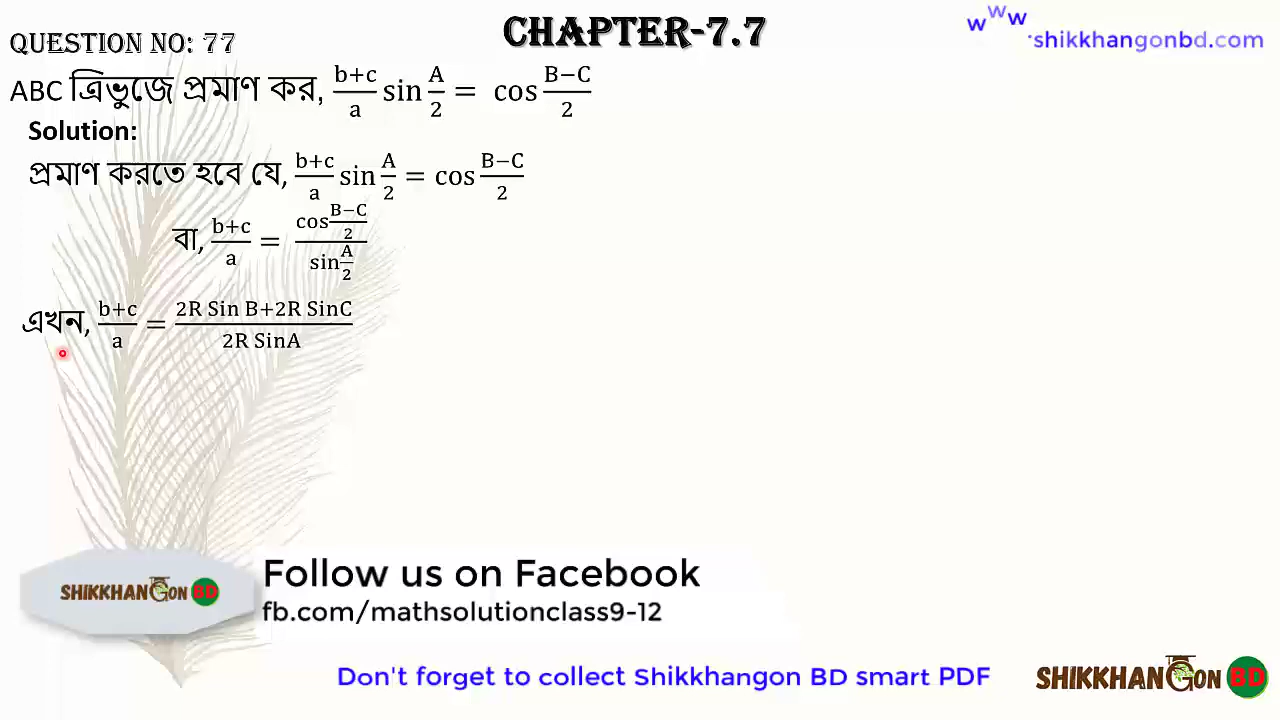 CHAPTER-7.7
www.shikkhangonbd.com
QUESTION NO: 77
ABC ত্রিভুজে প্রমাণ কর, (b+c)/a sin A/2 = cos (B−C)/2
Solution:
প্রমাণ করতে হবে যে, (b+c)/a sin A/2 = cos (B−C)/2
বা, (b+c)/a = (cos (B−C)/2)/(sin A/2)
এখন, (b+c)/a = (2R Sin B+2R SinC)/(2R SinA)
SHIKKHANGON BD
Follow us on Facebook
fb.com/mathsolutionclass9-12
Don't forget to collect Shikkhangon BD smart PDF
SHIKKHANGON BD